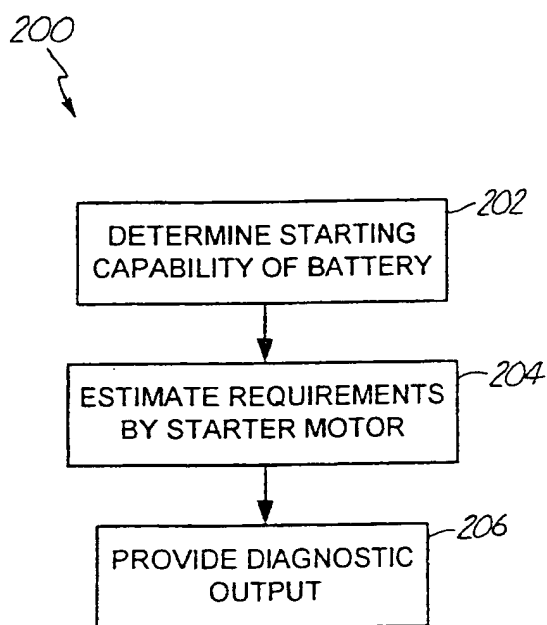 200
202
DETERMINE STARTING
CAPABILITY OF BATTERY
204
ESTIMATE REQUIREMENTS
BY STARTER MOTOR
206
PROVIDE DIAGNOSTIC
OUTPUT